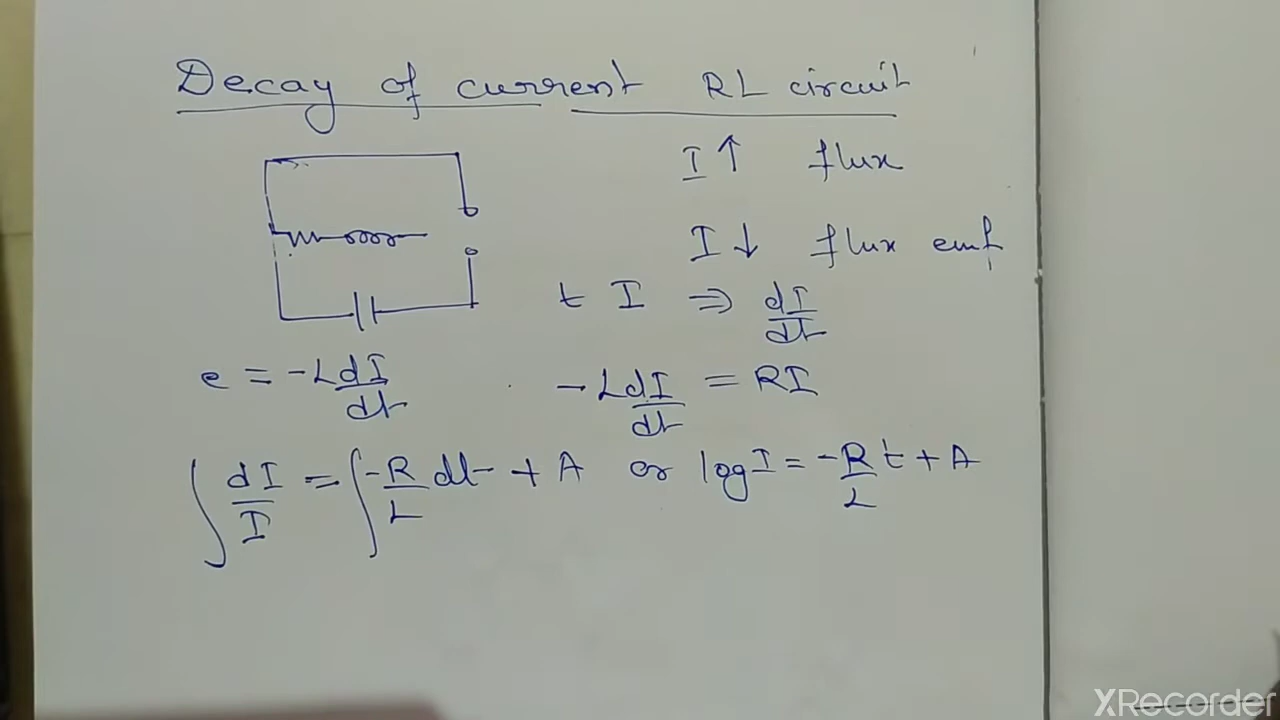 Decay of current RL circuit
I ↑ flux
I ↓ flux emf
t I ⇒ dI/dt
e = -L dI/dt
-L dI/dt = RI
∫ dI/I = ∫ -R/L dt + A or log I = -R/L t + A
XRecorder